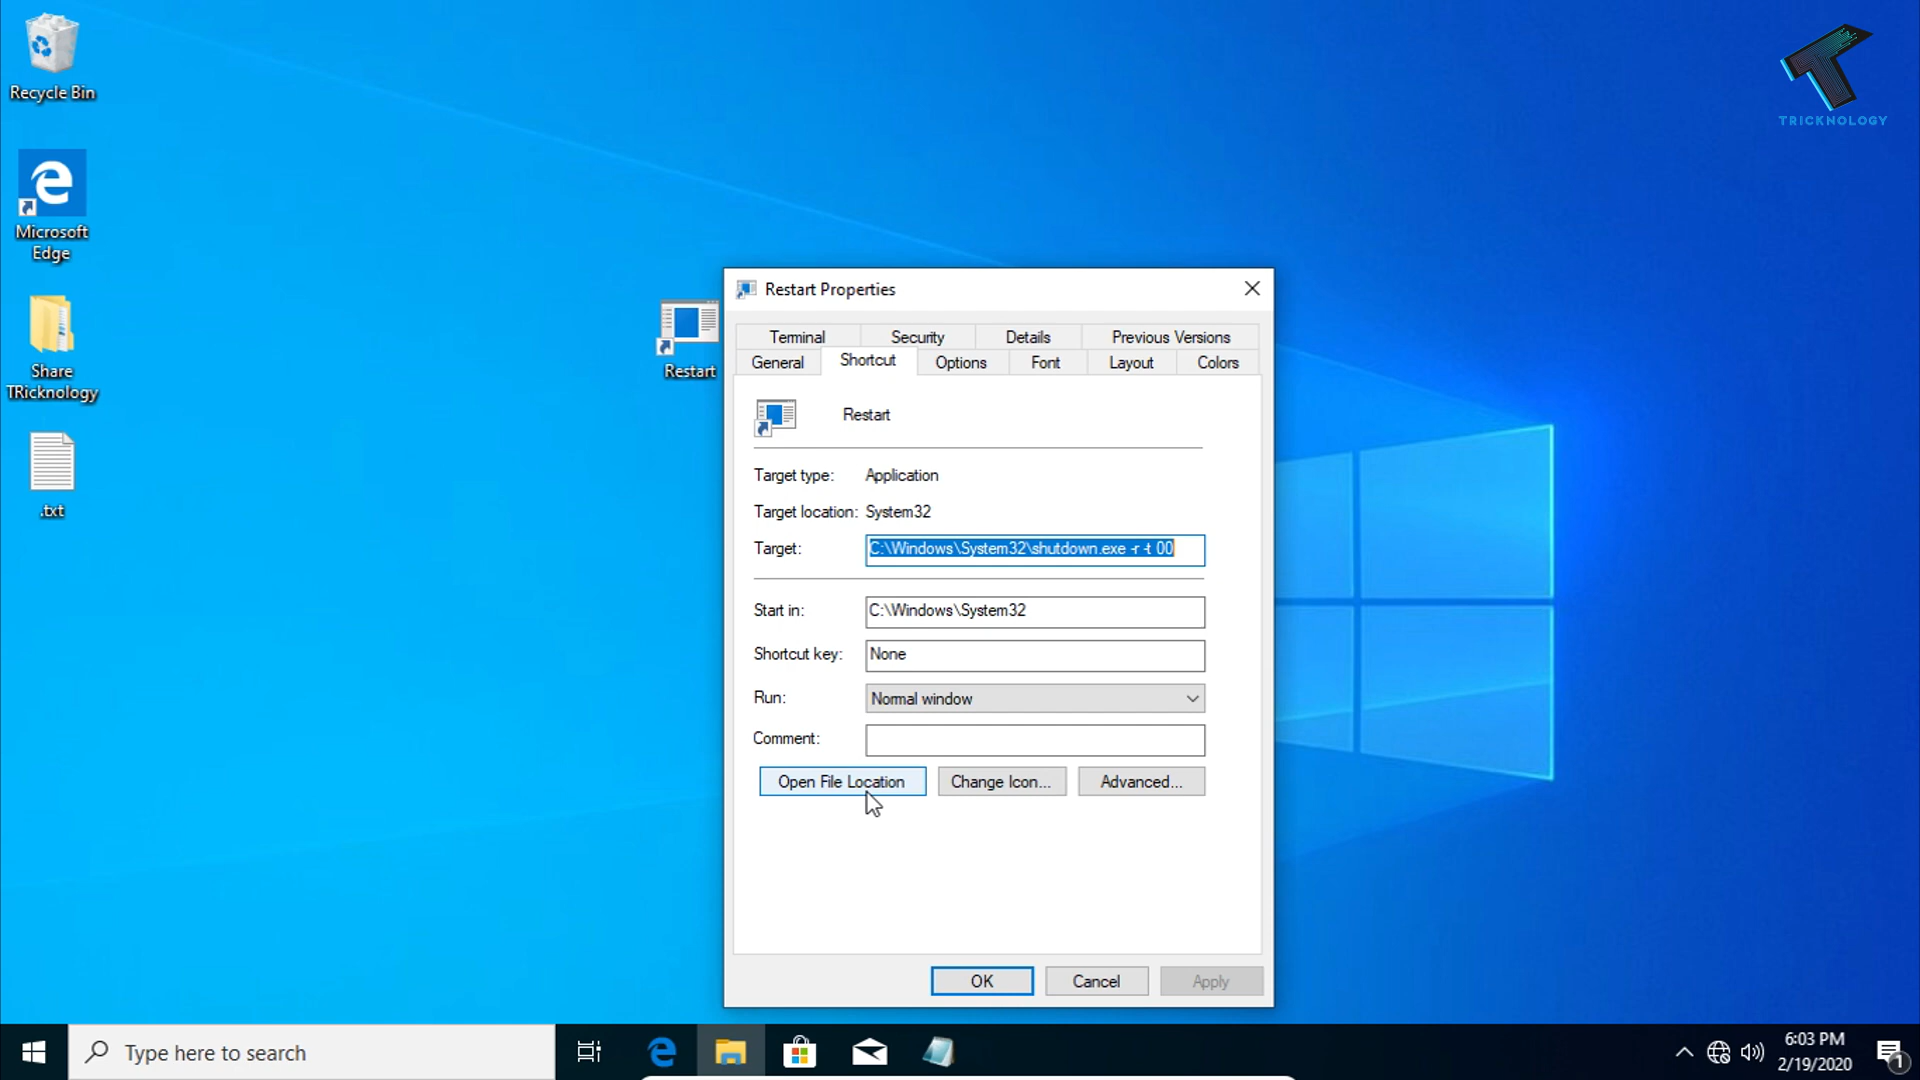 Recycle Bin
Microsoft
Edge
Share
TRicknology
.txt
TRICKNOLOGY
Restart
Restart Properties
Terminal Security Details Previous Versions
General Shortcut Options Font Layout Colors
Restart
Target type: Application
Target location: System32
Target: C:\Windows\System32\shutdown.exe -r -t 00
Start in: C:\Windows\System32
Shortcut key: None
Run: Normal window
Comment:
Open File Location Change Icon... Advanced...
OK Cancel Apply
Type here to search
6:03 PM
2/19/2020
1